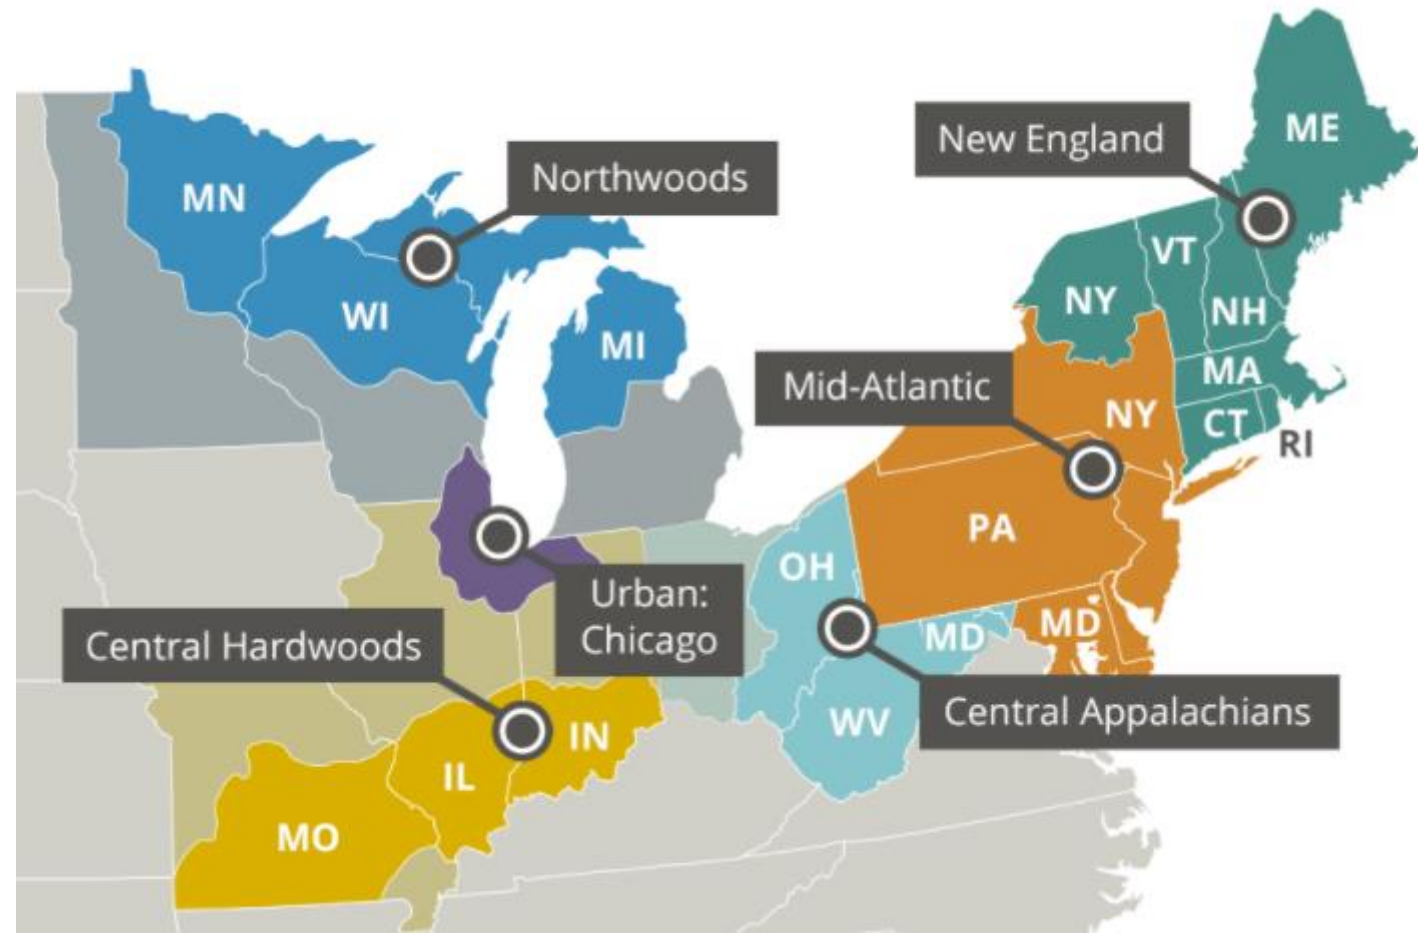 ME
New England
Northwoods
MN
VT
NY
NH
WI
MI
MA
Mid-Atlantic
NY
CT
RI
PA
OH
Urban:
Chicago
MD
MD
Central Hardwoods
Central Appalachians
WV
IN
IL
MO